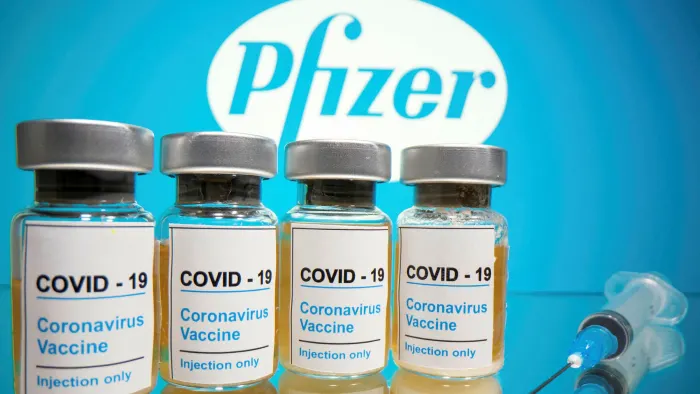 Pfizer
COVID - 19
Coronavirus
Vaccine
Injection only
COVID - 19
Coronavirus
Vaccine
Injection only
COVID - 19
Coronavirus
Vaccine
Injection only
COVID - 19
Coronavirus
Vaccine
Injection only